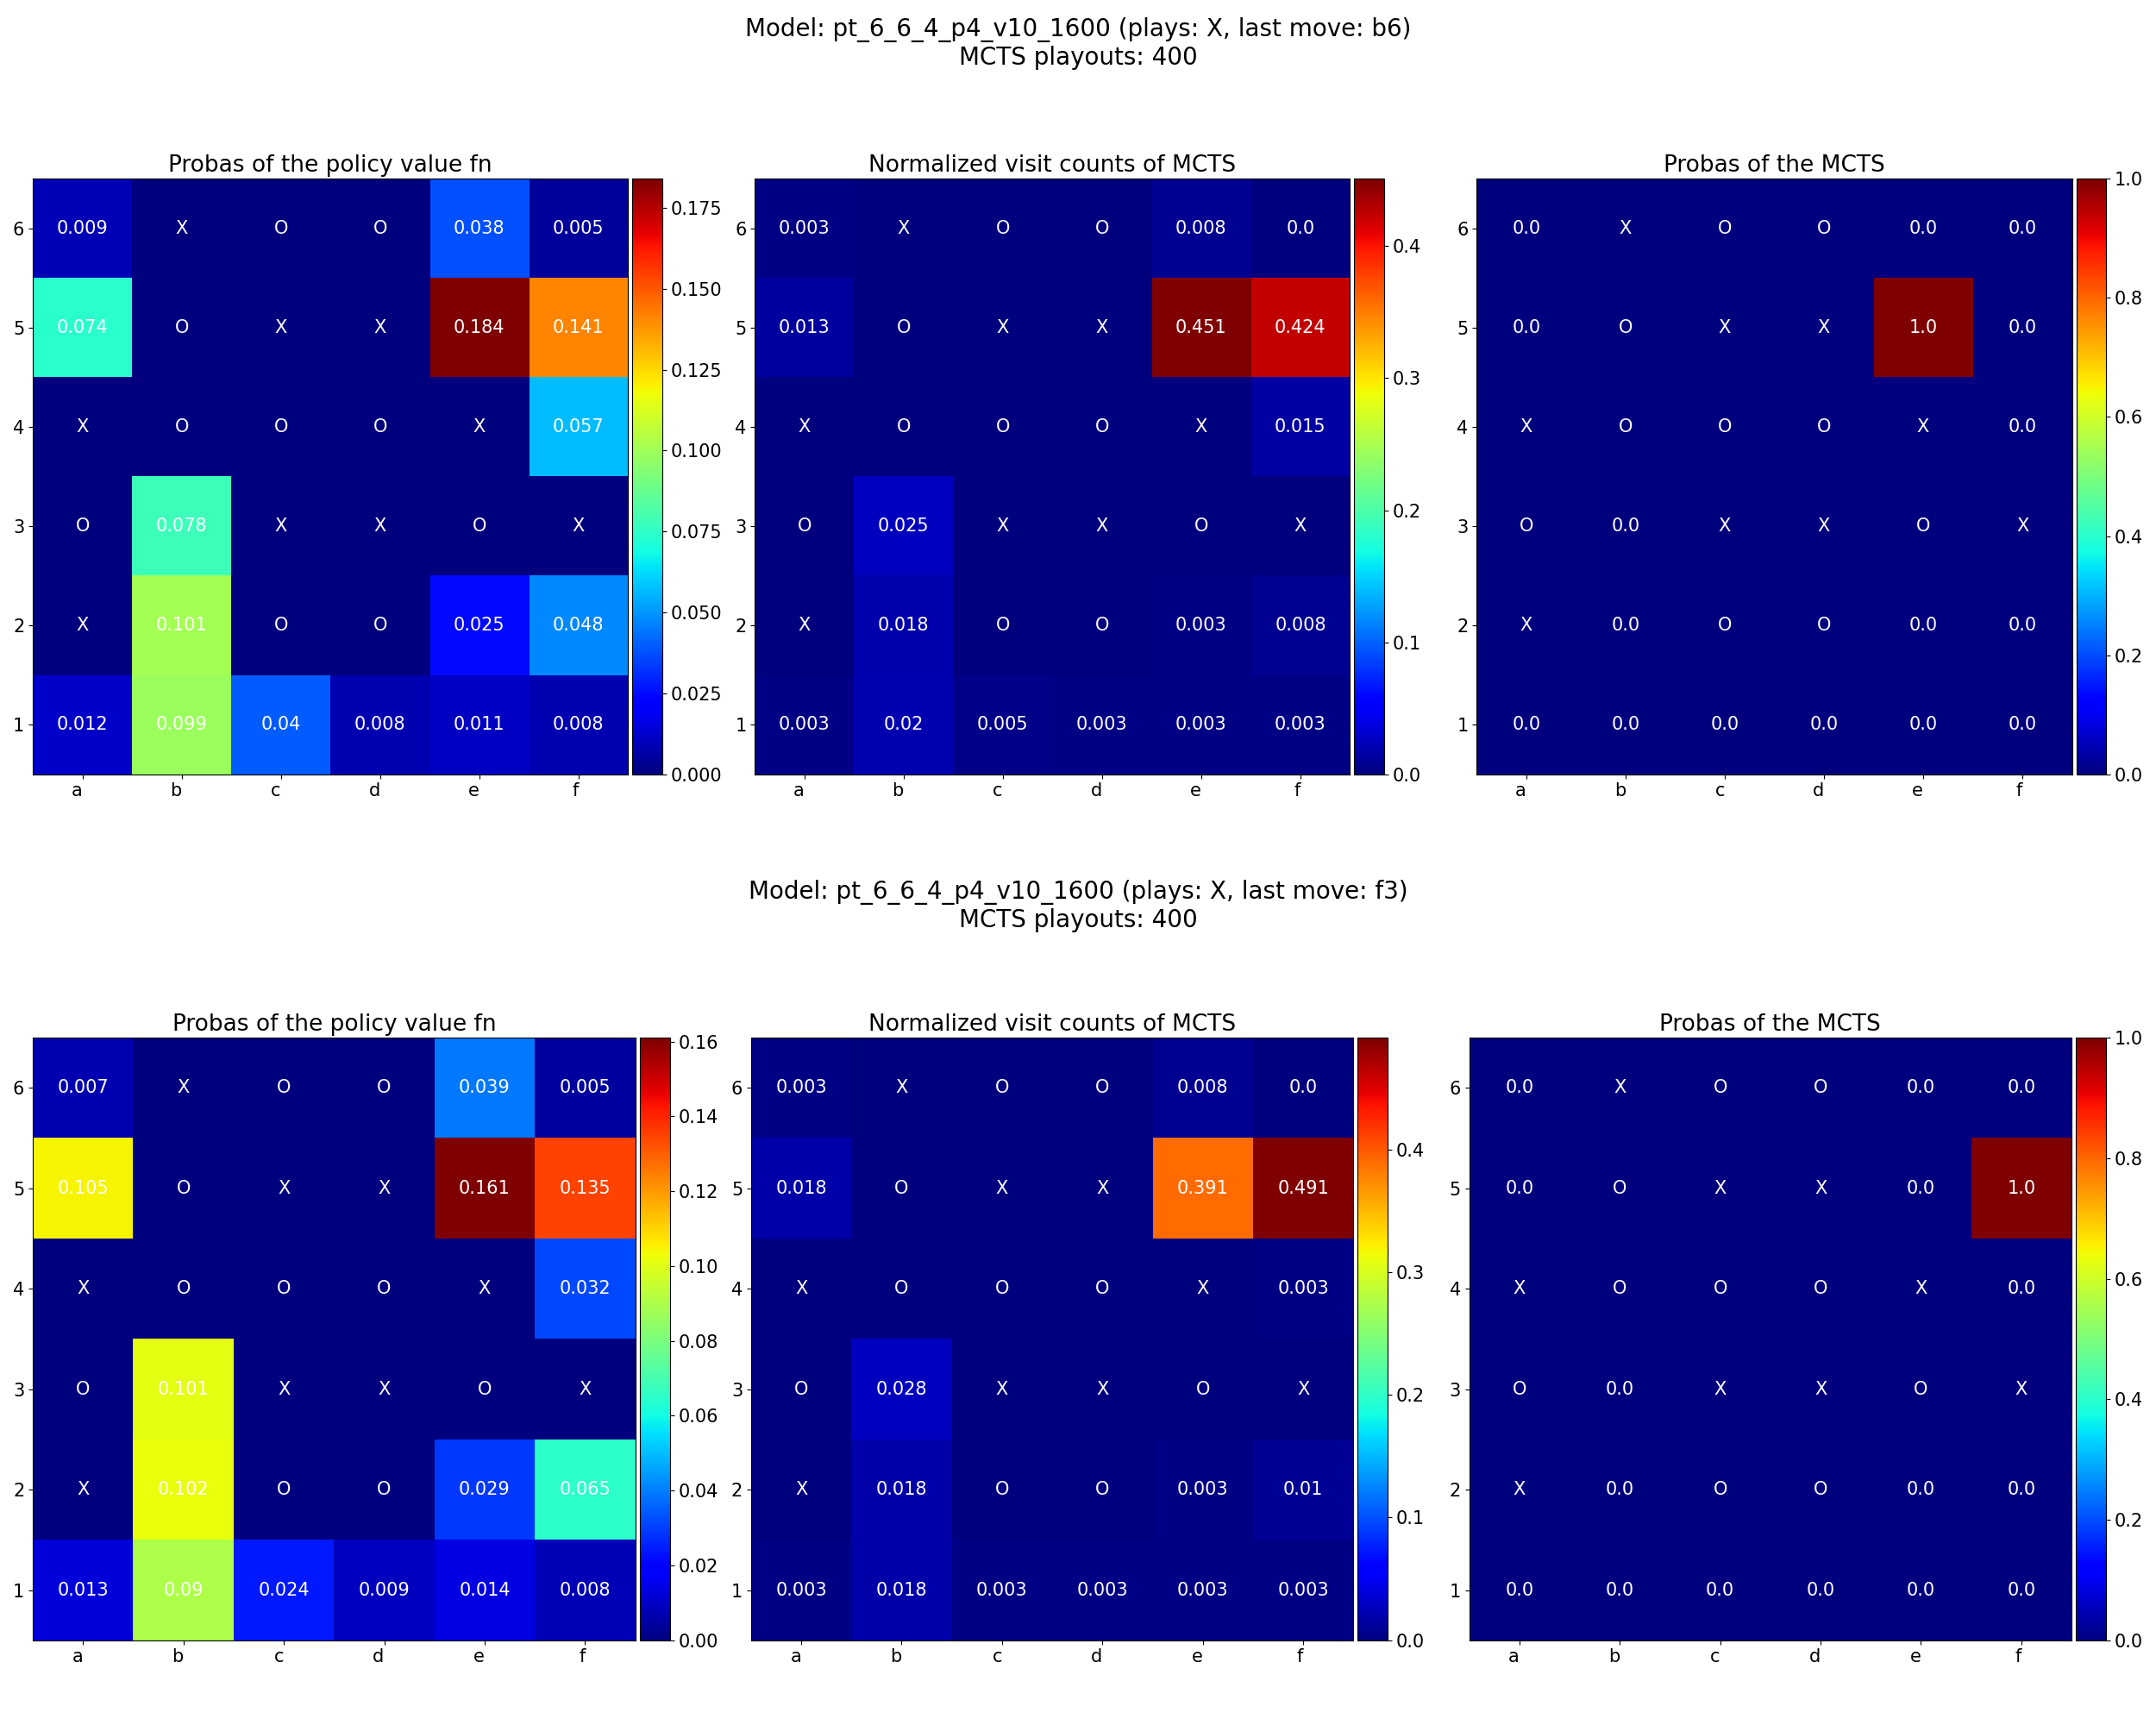 Model: pt_6_6_4_p4_v10_1600 (plays: X, last move: b6)
MCTS playouts: 400
Probas of the policy value fn
6 0.009 X O O 0.038 0.005
5 0.074 O X X 0.184 0.141
4 X O O O X 0.057
3 O 0.078 X X O X
2 X 0.101 O O 0.025 0.048
1 0.012 0.099 0.04 0.008 0.011 0.008
a b c d e f
0.175
0.150
0.125
0.100
0.075
0.050
0.025
0.000
Normalized visit counts of MCTS
6 0.003 X O O 0.008 0.0
5 0.013 O X X 0.451 0.424
4 X O O O X 0.015
3 O 0.025 X X O X
2 X 0.018 O O 0.003 0.008
1 0.003 0.02 0.005 0.003 0.003 0.003
a b c d e f
0.4
0.3
0.2
0.1
0.0
Probas of the MCTS
6 0.0 X O O 0.0 0.0
5 0.0 O X X 1.0 0.0
4 X O O O X 0.0
3 O 0.0 X X O X
2 X 0.0 O O 0.0 0.0
1 0.0 0.0 0.0 0.0 0.0 0.0
a b c d e f
1.0
0.8
0.6
0.4
0.2
0.0
Model: pt_6_6_4_p4_v10_1600 (plays: X, last move: f3)
MCTS playouts: 400
Probas of the policy value fn
6 0.007 X O O 0.039 0.005
5 0.105 O X X 0.161 0.135
4 X O O O X 0.032
3 O 0.101 X X O X
2 X 0.102 O O 0.029 0.065
1 0.013 0.09 0.024 0.009 0.014 0.008
a b c d e f
0.16
0.14
0.12
0.10
0.08
0.06
0.04
0.02
0.00
Normalized visit counts of MCTS
6 0.003 X O O 0.008 0.0
5 0.018 O X X 0.391 0.491
4 X O O O X 0.003
3 O 0.028 X X O X
2 X 0.018 O O 0.003 0.01
1 0.003 0.018 0.003 0.003 0.003 0.003
a b c d e f
0.4
0.3
0.2
0.1
0.0
Probas of the MCTS
6 0.0 X O O 0.0 0.0
5 0.0 O X X 0.0 1.0
4 X O O O X 0.0
3 O 0.0 X X O X
2 X 0.0 O O 0.0 0.0
1 0.0 0.0 0.0 0.0 0.0 0.0
a b c d e f
1.0
0.8
0.6
0.4
0.2
0.0